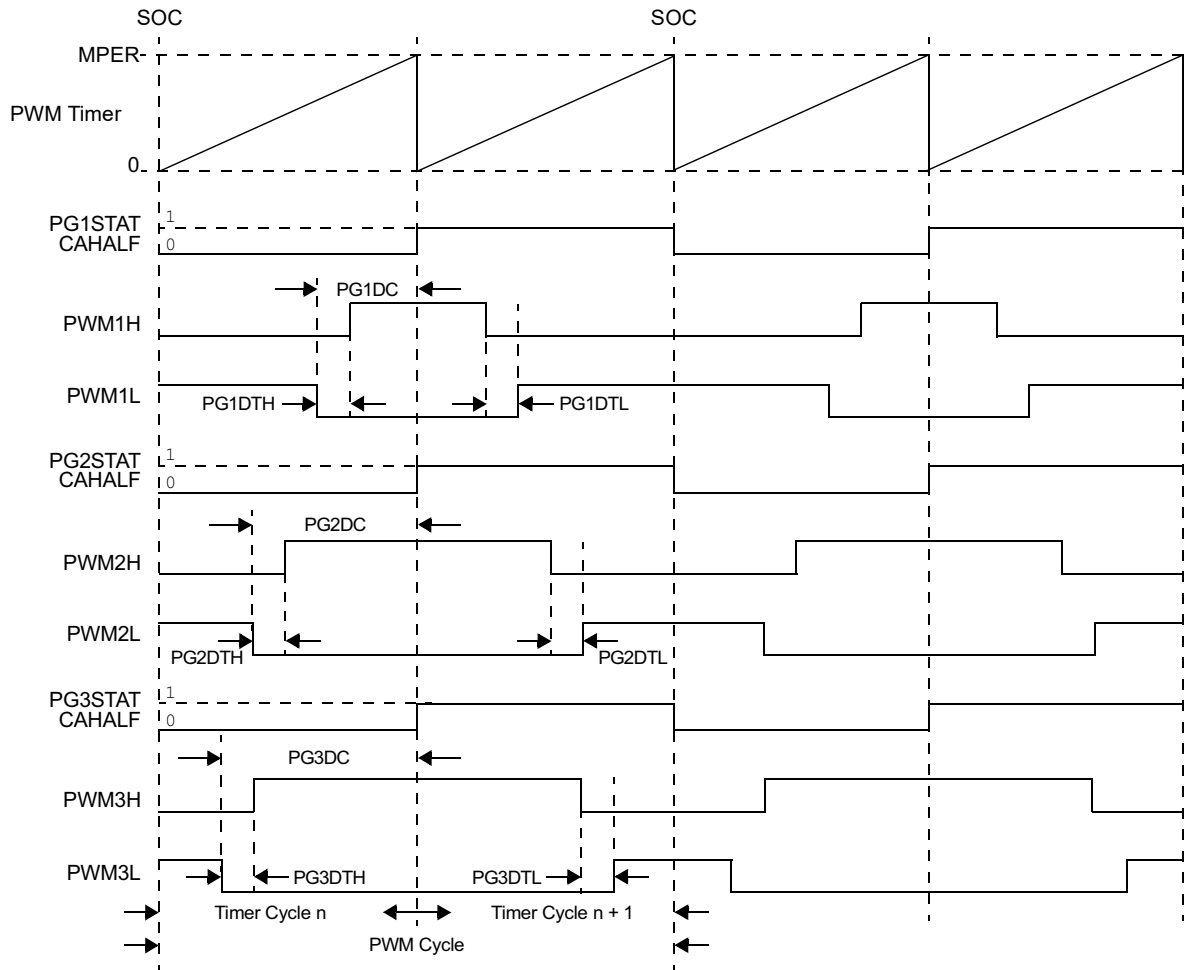 SOC SOC
MPER
PWM Timer
0
PG1STAT 1
CAHALF 0
PG1DC
PWM1H
PWM1L
PG1DTH PG1DTL
PG2STAT 1
CAHALF 0
PG2DC
PWM2H
PWM2L
PG2DTH PG2DTL
PG3STAT 1
CAHALF 0
PG3DC
PWM3H
PWM3L
PG3DTH PG3DTL
Timer Cycle n Timer Cycle n + 1
PWM Cycle